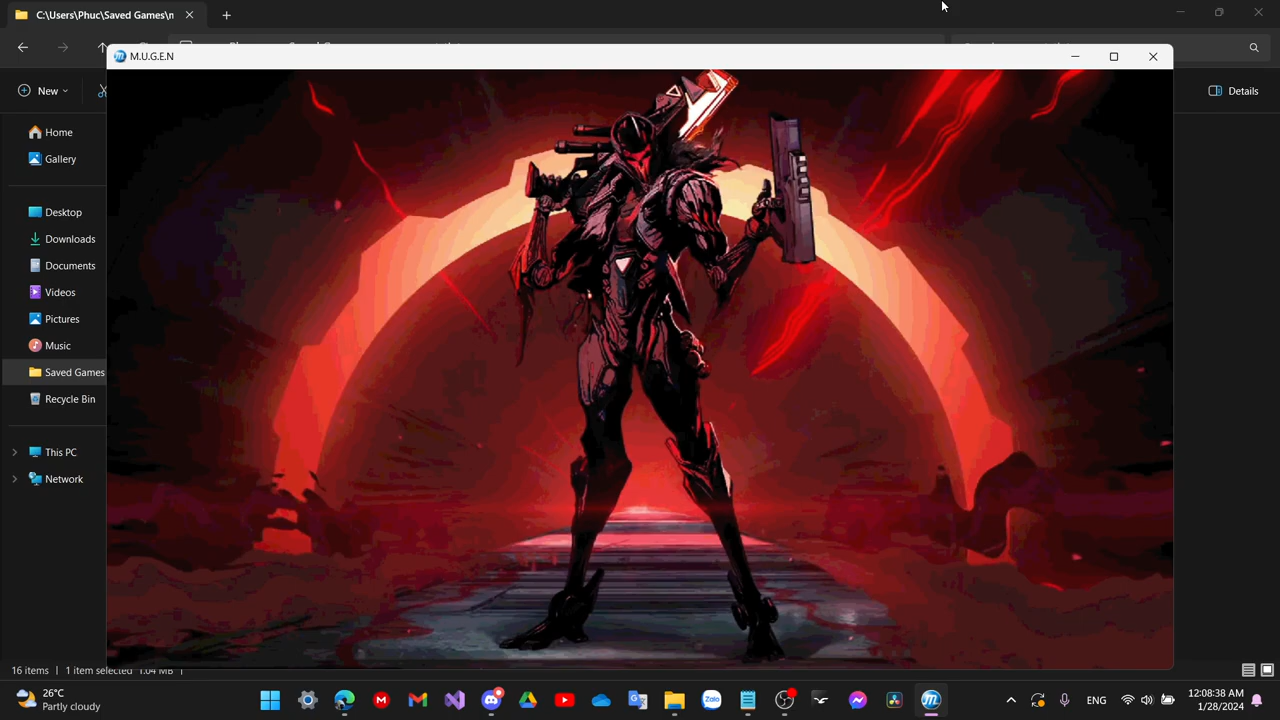 C:\Users\Phuc\Saved Games\n
M.U.G.E.N
New
Details
Home
Gallery
Desktop
Downloads
Documents
Videos
Pictures
Music
Saved Games
Recycle Bin
This PC
Network
16 items
1 item selected
1.04 MB
26°C
Partly cloudy
Zalo
ENG
12:08:38 AM
1/28/2024